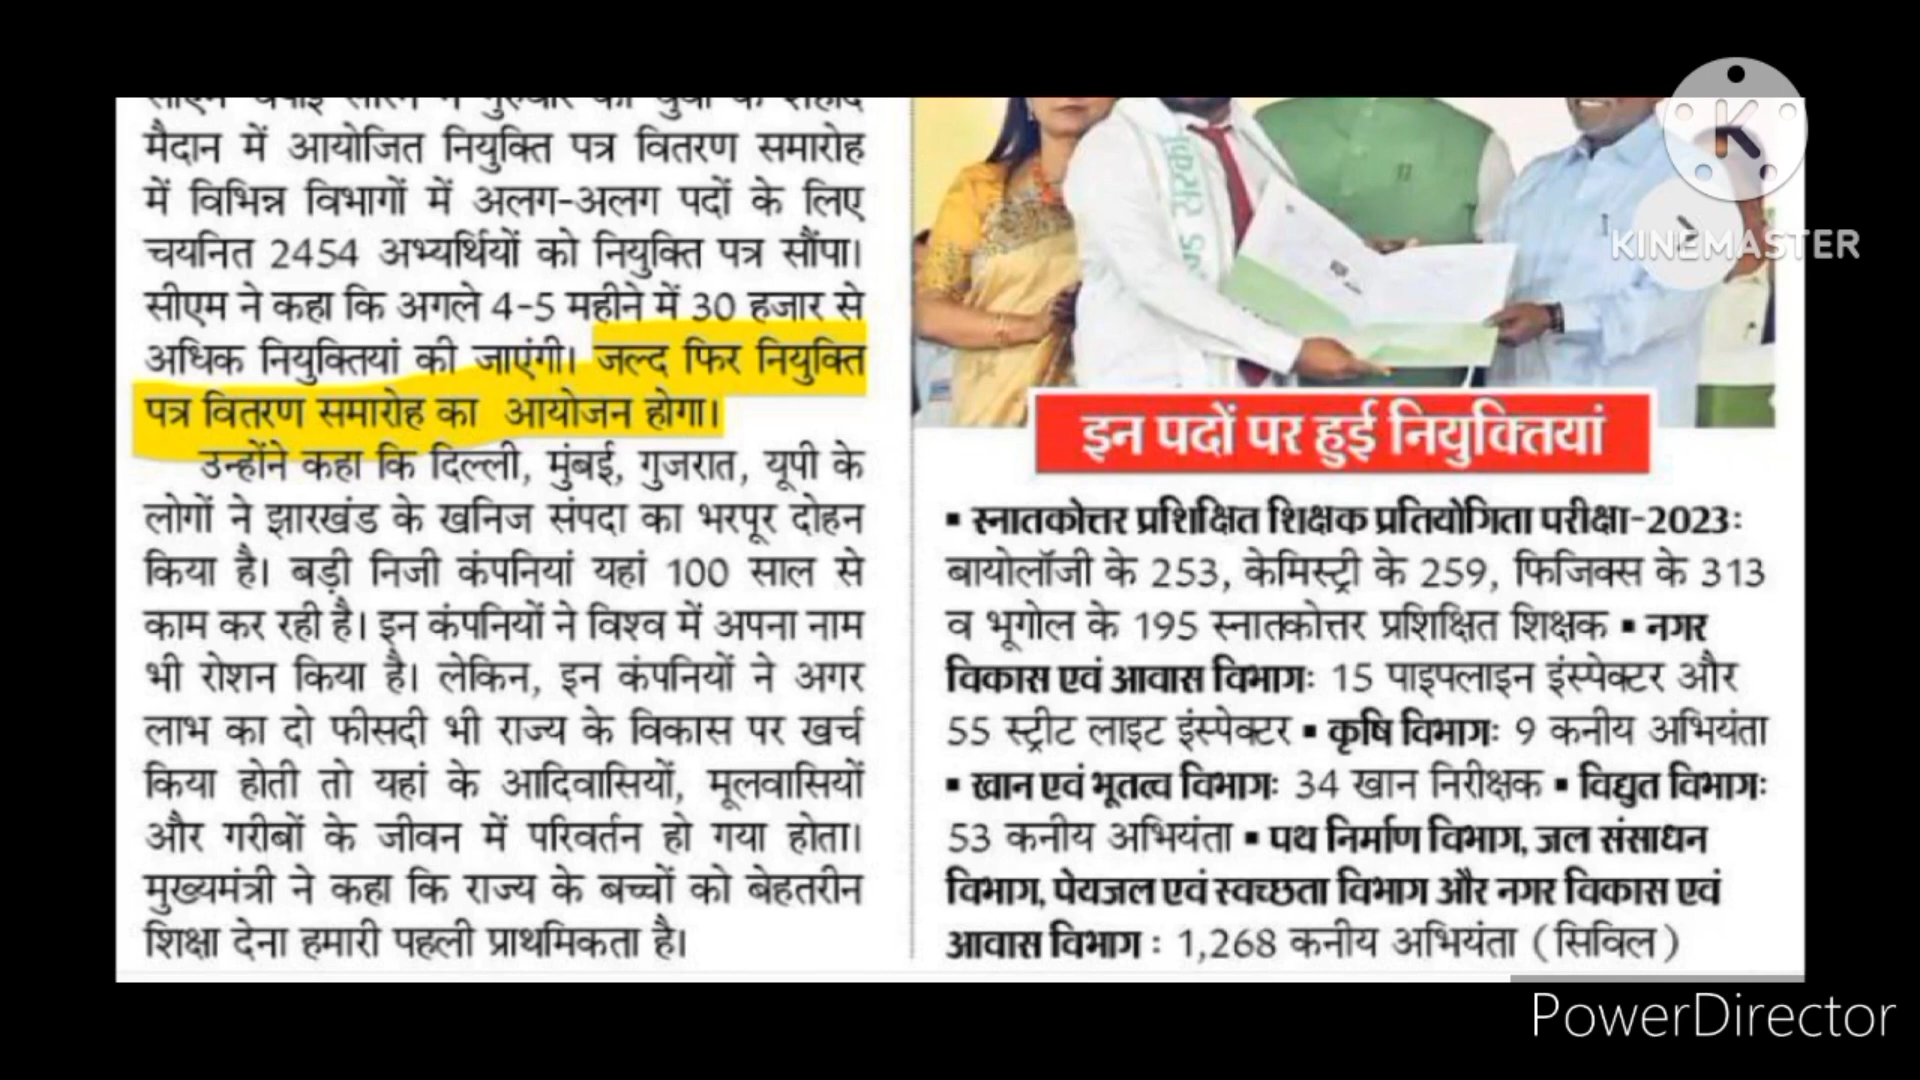 मैदान में आयोजित नियुक्ति पत्र वितरण समारोह
में विभिन्न विभागों में अलग-अलग पदों के लिए
चयनित 2454 अभ्यर्थियों को नियुक्ति पत्र सौंपा।
सीएम ने कहा कि अगले 4-5 महीने में 30 हजार से
अधिक नियुक्तियां की जाएंगी। जल्द फिर नियुक्ति
पत्र वितरण समारोह का आयोजन होगा।
उन्होंने कहा कि दिल्ली, मुंबई, गुजरात, यूपी के
लोगों ने झारखंड के खनिज संपदा का भरपूर दोहन
किया है। बड़ी निजी कंपनियां यहां 100 साल से
काम कर रही है। इन कंपनियों ने विश्व में अपना नाम
भी रोशन किया है। लेकिन, इन कंपनियों ने अगर
लाभ का दो फीसदी भी राज्य के विकास पर खर्च
किया होती तो यहां के आदिवासियों, मूलवासियों
और गरीबों के जीवन में परिवर्तन हो गया होता।
मुख्यमंत्री ने कहा कि राज्य के बच्चों को बेहतरीन
शिक्षा देना हमारी पहली प्राथमिकता है।
इन पदों पर हुई नियुक्तियां
▪ स्नातकोत्तर प्रशिक्षित शिक्षक प्रतियोगिता परीक्षा-2023:
बायोलॉजी के 253, केमिस्ट्री के 259, फिजिक्स के 313
व भूगोल के 195 स्नातकोत्तर प्रशिक्षित शिक्षक ▪ नगर
विकास एवं आवास विभाग: 15 पाइपलाइन इंस्पेक्टर और
55 स्ट्रीट लाइट इंस्पेक्टर ▪ कृषि विभाग: 9 कनीय अभियंता
▪ खान एवं भूतत्व विभाग: 34 खान निरीक्षक ▪ विद्युत विभाग:
53 कनीय अभियंता ▪ पथ निर्माण विभाग, जल संसाधन
विभाग, पेयजल एवं स्वच्छता विभाग और नगर विकास एवं
आवास विभाग : 1,268 कनीय अभियंता (सिविल)
K
KINEMASTER
PowerDirector